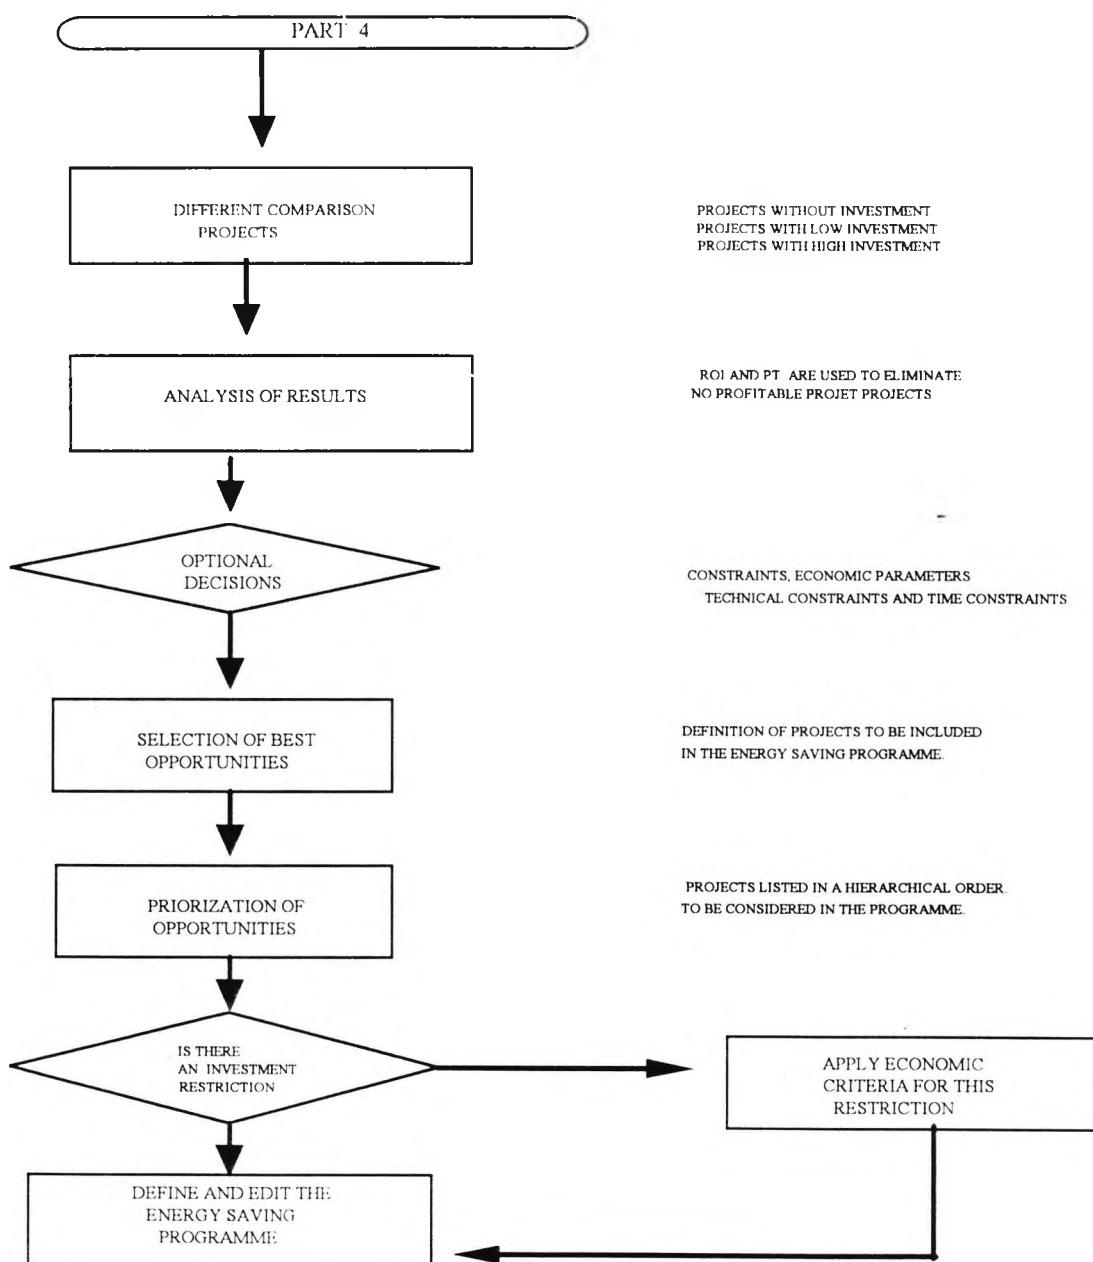 PART 4
DIFFERENT COMPARISON
PROJECTS
PROJECTS WITHOUT INVESTMENT
PROJECTS WITH LOW INVESTMENT
PROJECTS WITH HIGH INVESTMENT
ANALYSIS OF RESULTS
ROI AND PT ARE USED TO ELIMINATE
NO PROFITABLE PROJET PROJECTS
OPTIONAL
DECISIONS
CONSTRAINTS, ECONOMIC PARAMETERS
TECHNICAL CONSTRAINTS AND TIME CONSTRAINTS
SELECTION OF BEST
OPPORTUNITIES
DEFINITION OF PROJECTS TO BE INCLUDED
IN THE ENERGY SAVING PROGRAMME.
PRIORIZATION OF
OPPORTUNITIES
PROJECTS LISTED IN A HIERARCHICAL ORDER.
TO BE CONSIDERED IN THE PROGRAMME.
IS THERE
AN INVESTMENT
RESTRICTION
APPLY ECONOMIC
CRITERIA FOR THIS
RESTRICTION
DEFINE AND EDIT THE
ENERGY SAVING
PROGRAMME